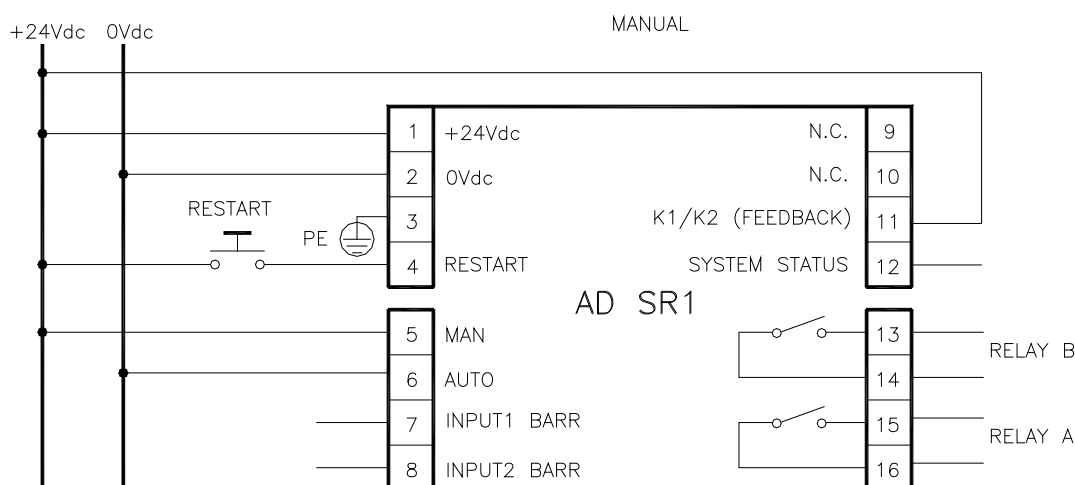 MANUAL
+24Vdc 0Vdc
1 +24Vdc N.C. 9
2 0Vdc N.C. 10
RESTART
PE 3 K1/K2 (FEEDBACK) 11
4 RESTART SYSTEM STATUS 12
AD SR1
5 MAN 13
RELAY B
6 AUTO 14
7 INPUT1 BARR 15
RELAY A
8 INPUT2 BARR 16